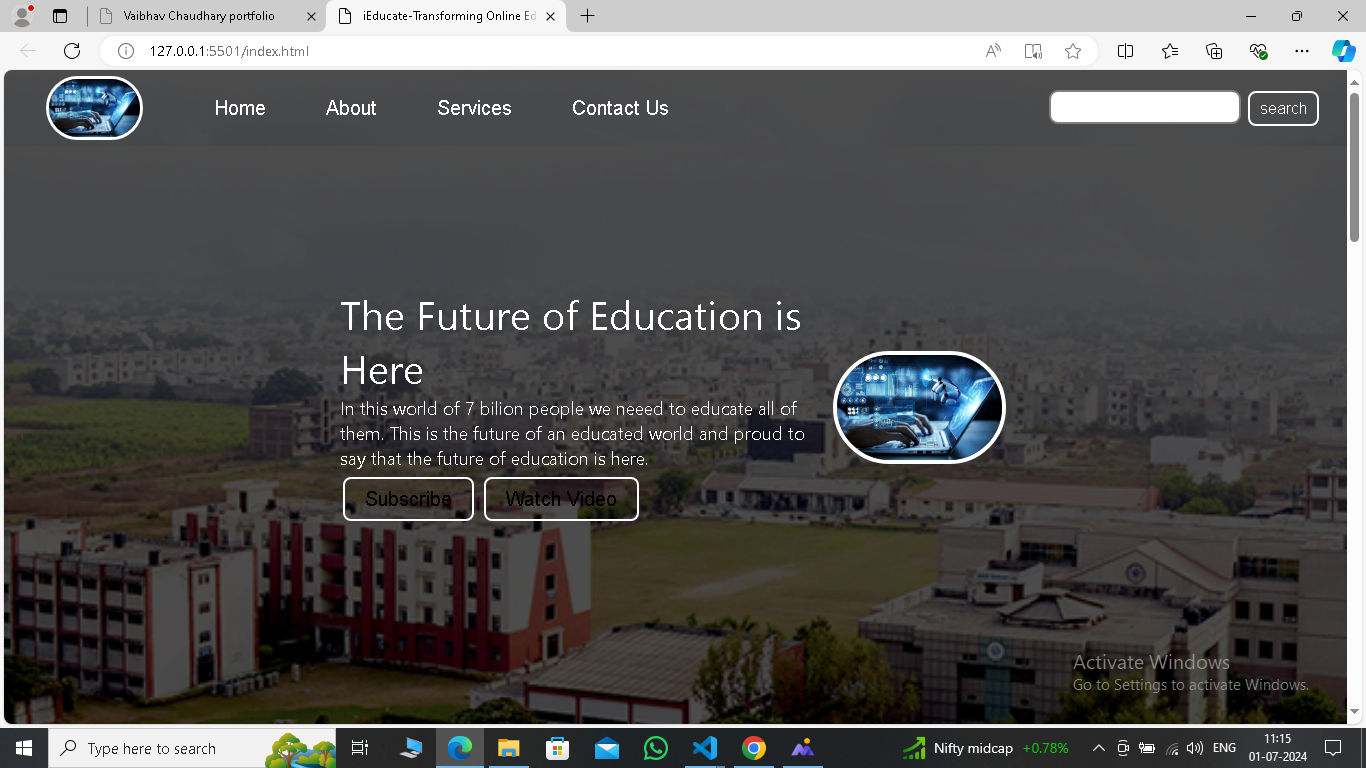 Vaibhav Chaudhary portfolio
iEducate-Transforming Online Ed
127.0.0.1:5501/index.html
Home About Services Contact Us search
The Future of Education is
Here
In this world of 7 bilion people we neeed to educate all of
them. This is the future of an educated world and proud to
say that the future of education is here.
Subscribe Watch Video
Activate Windows
Go to Settings to activate Windows.
Type here to search
Nifty midcap +0.78%
ENG
11:15
01-07-2024